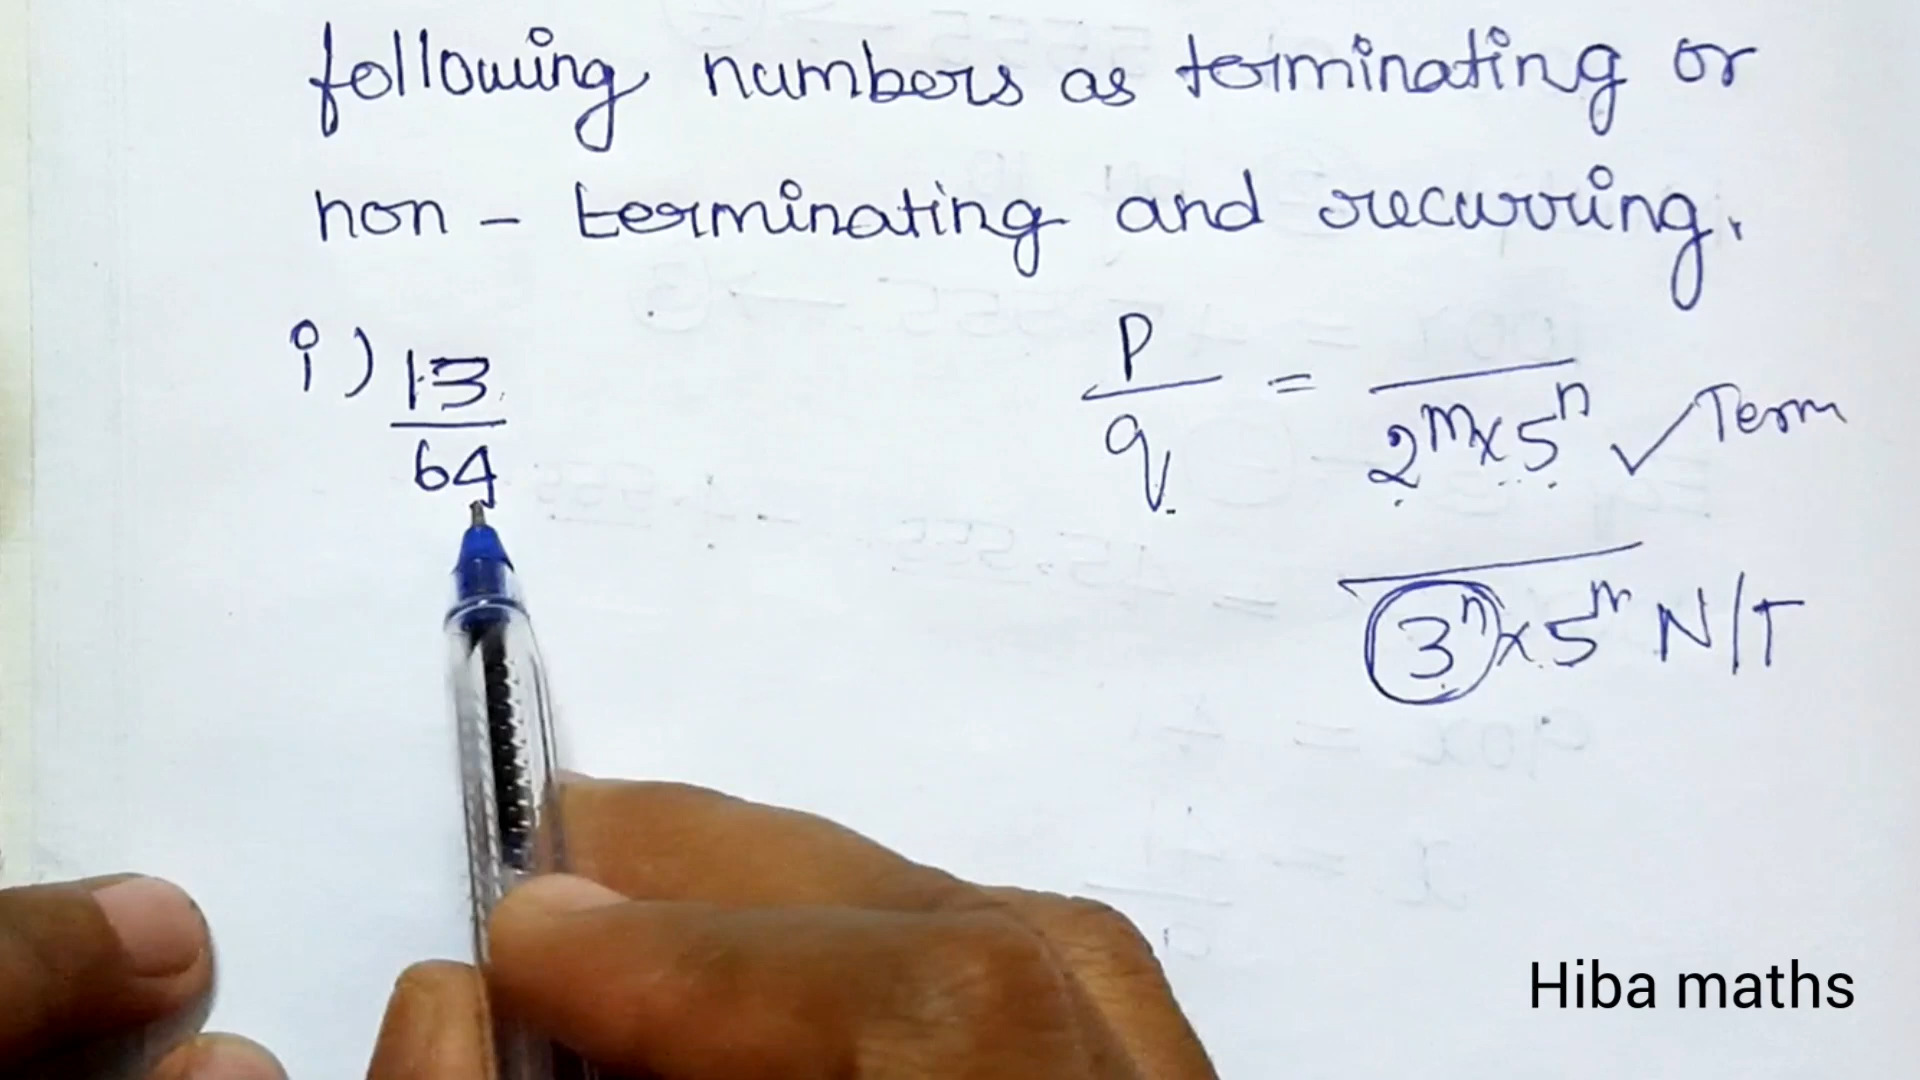 following numbers as terminating or
non - terminating and recurring.
i) 13/64
p/q = /2^m×5^n ✓ Term
/3^n×5^m N/T
Hiba maths